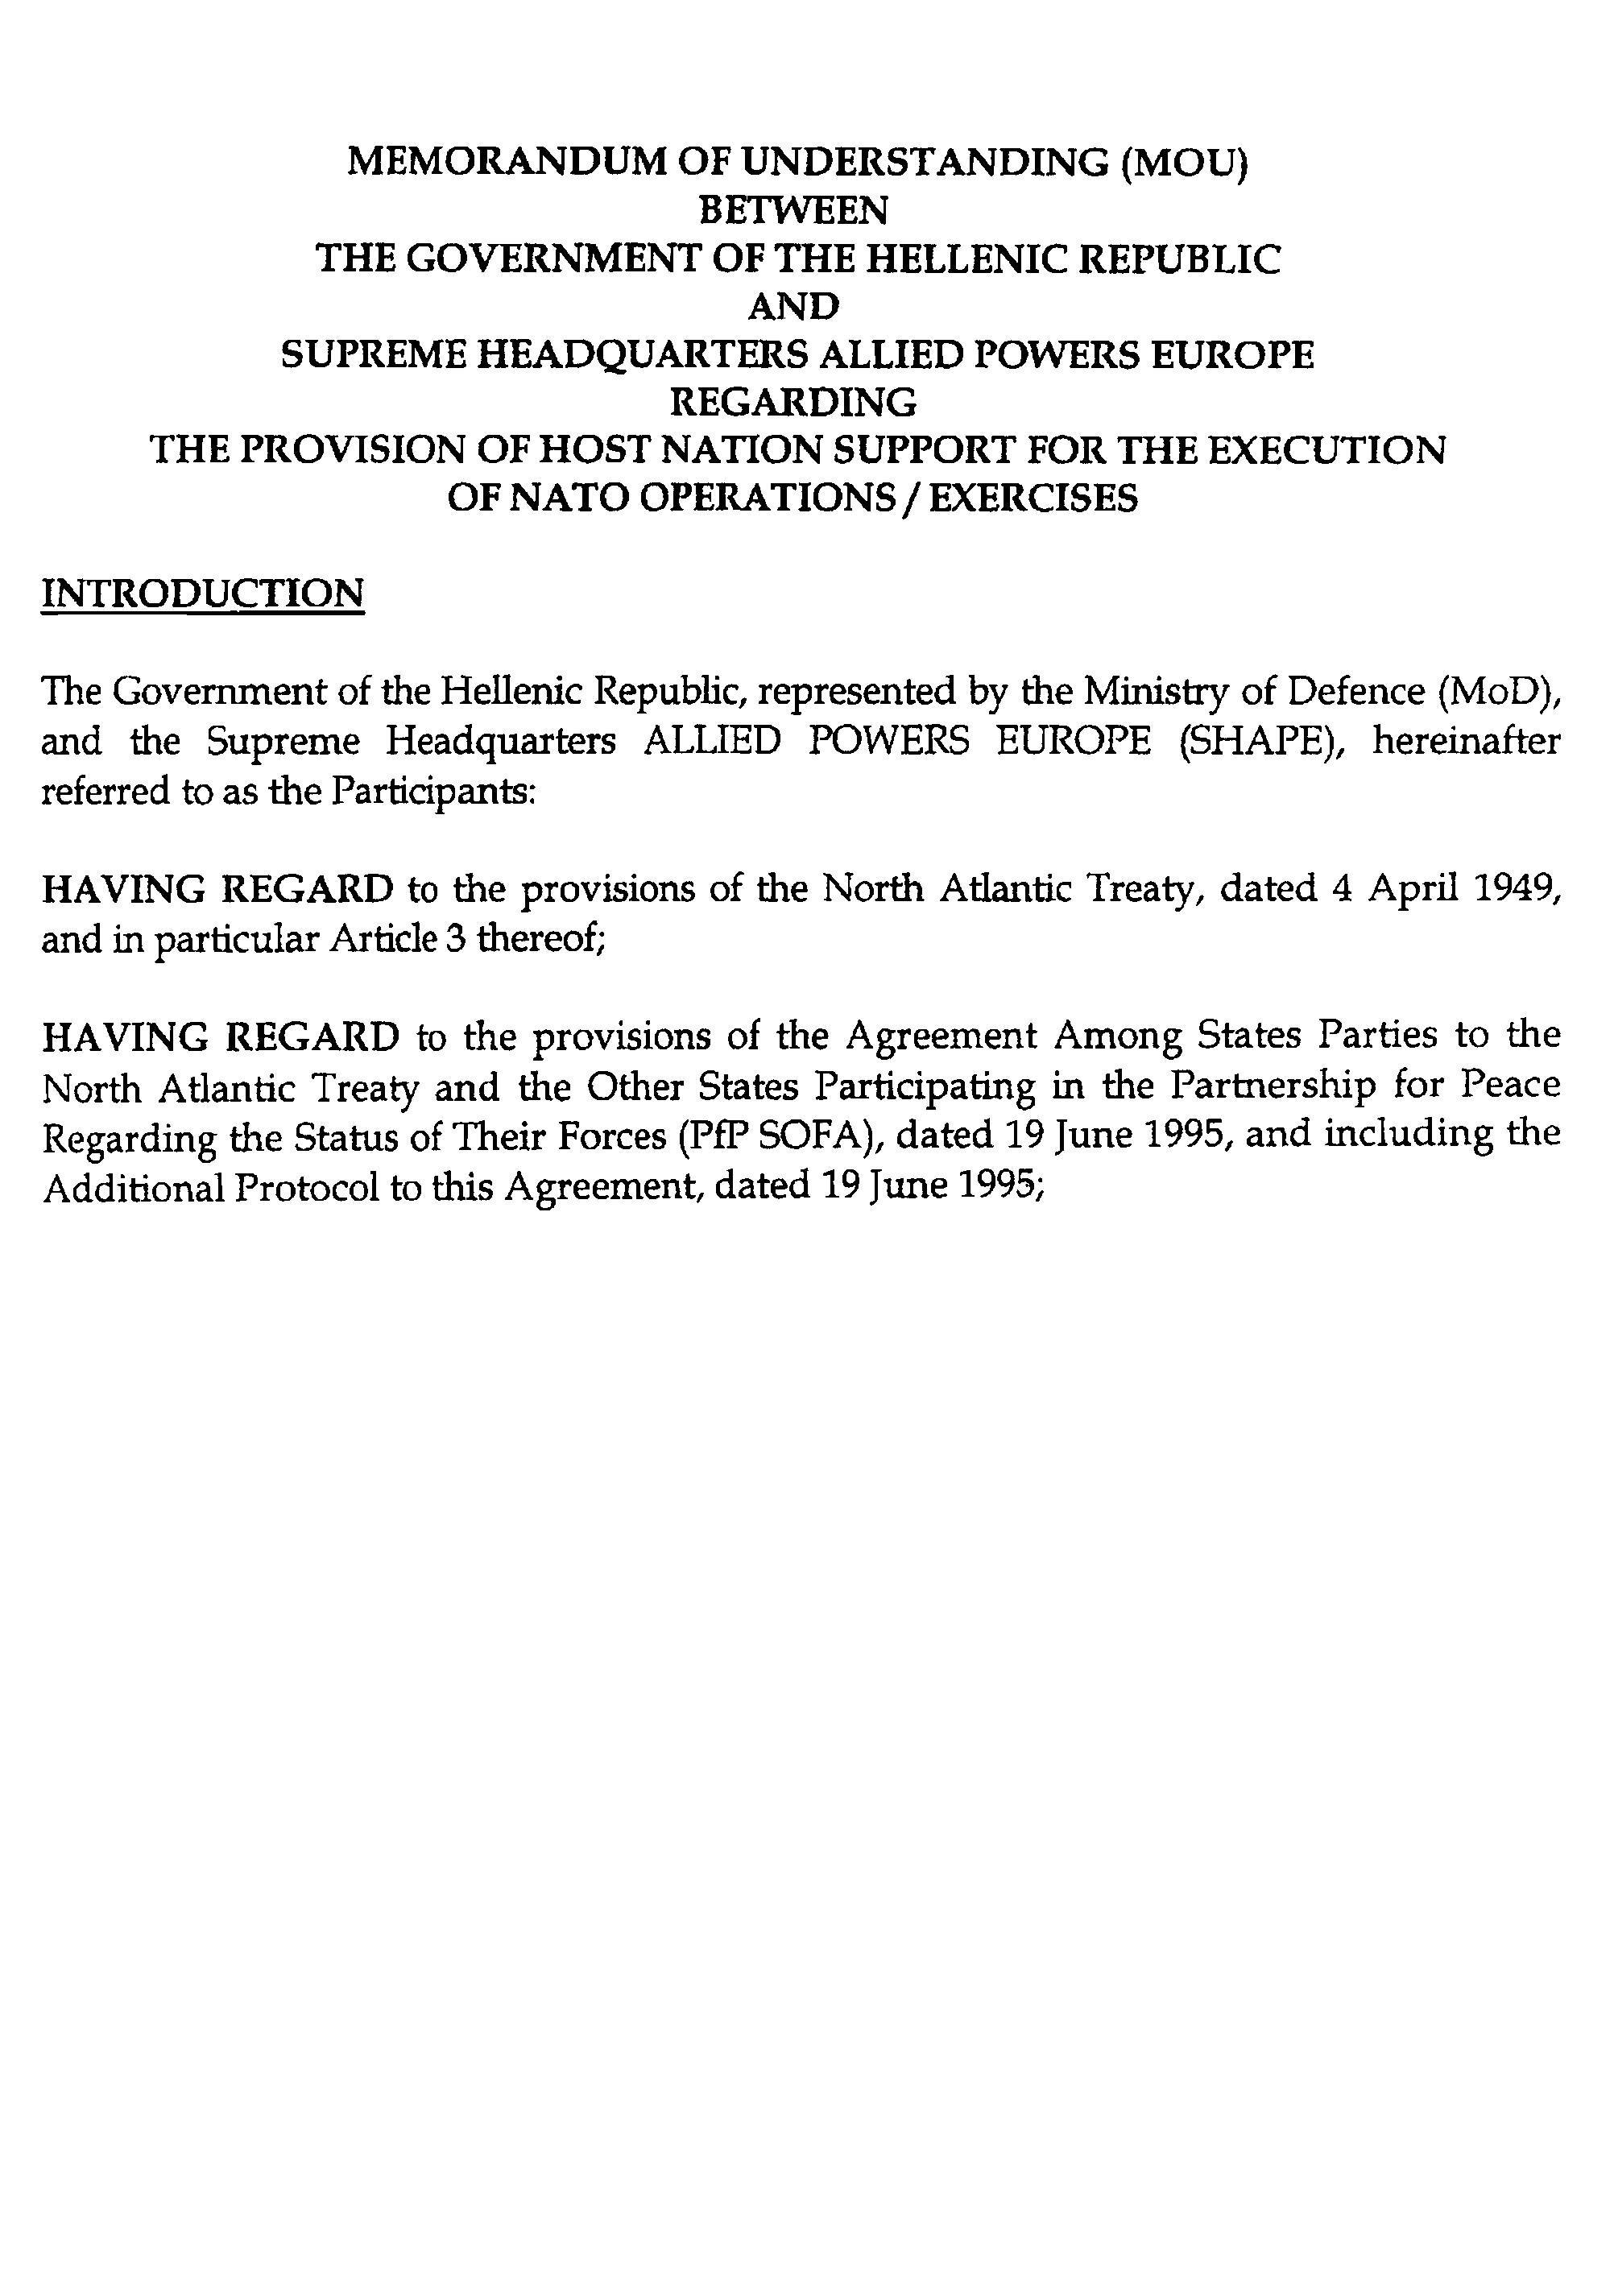 MEMORANDUM OF UNDERSTANDING (MOU)
BETWEEN
THE GOVERNMENT OF THE HELLENIC REPUBLIC
AND
SUPREME HEADQUARTERS ALLIED POWERS EUROPE
REGARDING
THE PROVISION OF HOST NATION SUPPORT FOR THE EXECUTION
OF NATO OPERATIONS / EXERCISES
INTRODUCTION
The Government of the Hellenic Republic, represented by the Ministry of Defence (MoD),
and the Supreme Headquarters ALLIED POWERS EUROPE (SHAPE), hereinafter
referred to as the Participants:
HAVING REGARD to the provisions of the North Atlantic Treaty, dated 4 April 1949,
and in particular Article 3 thereof;
HAVING REGARD to the provisions of the Agreement Among States Parties to the
North Atlantic Treaty and the Other States Participating in the Partnership for Peace
Regarding the Status of Their Forces (PfP SOFA), dated 19 June 1995, and including the
Additional Protocol to this Agreement, dated 19 June 1995;